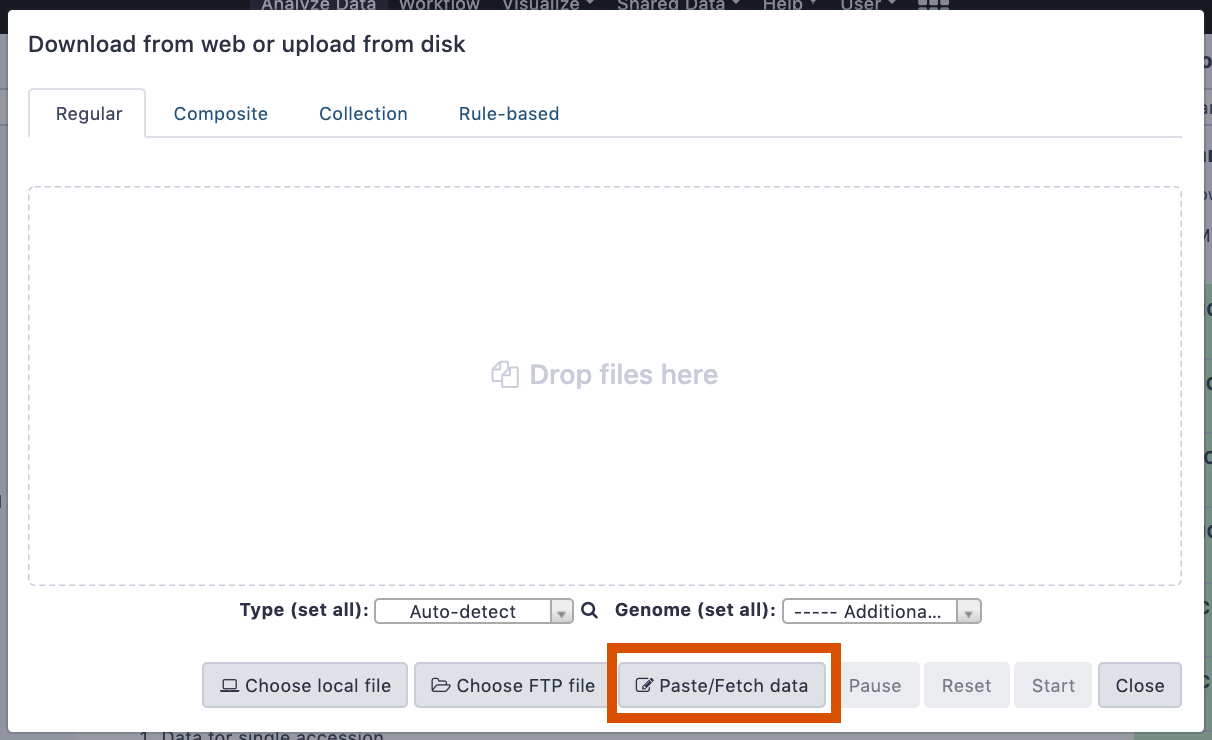 Analyze Data Workflow Visualize Shared Data Help User
Download from web or upload from disk
Regular Composite Collection Rule-based
Drop files here
Type (set all): Auto-detect Genome (set all): ----- Additiona...
Choose local file Choose FTP file Paste/Fetch data Pause Reset Start Close
1. Data for single accession